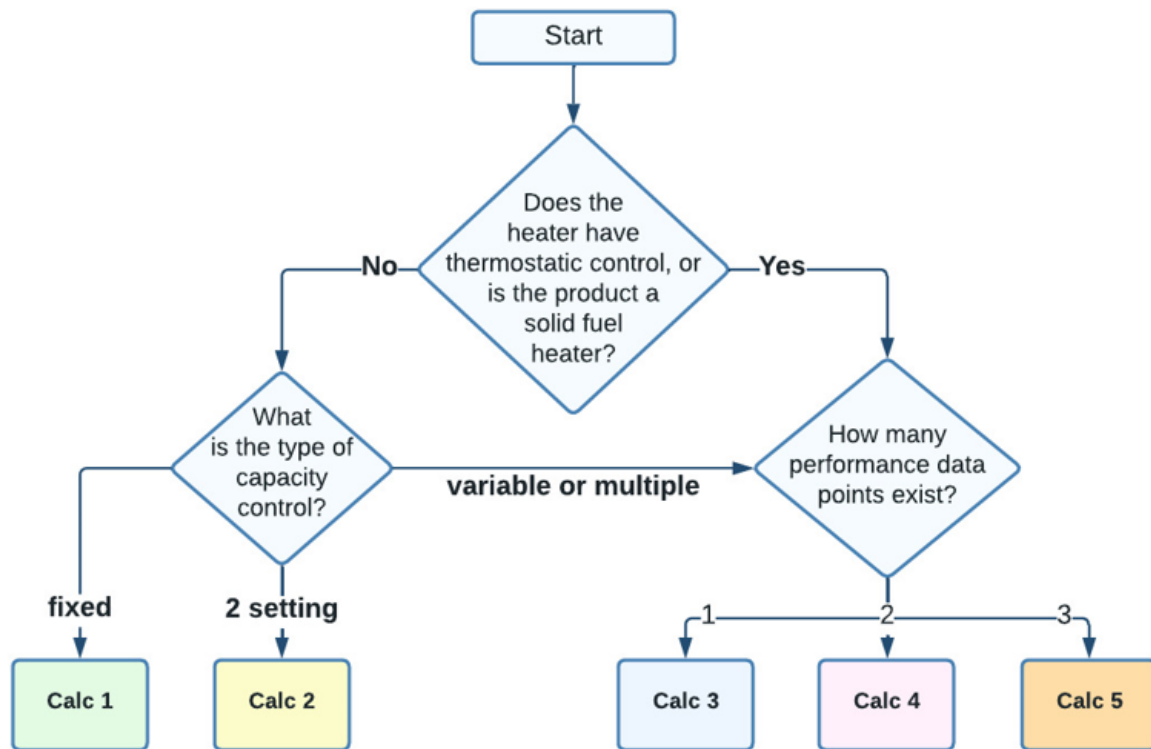 Start
Does the
heater have
thermostatic control, or
is the product a
solid fuel
heater?
No
Yes
What
is the type of
capacity
control?
variable or multiple
How many
performance data
points exist?
fixed
2 setting
1
2
3
Calc 1
Calc 2
Calc 3
Calc 4
Calc 5